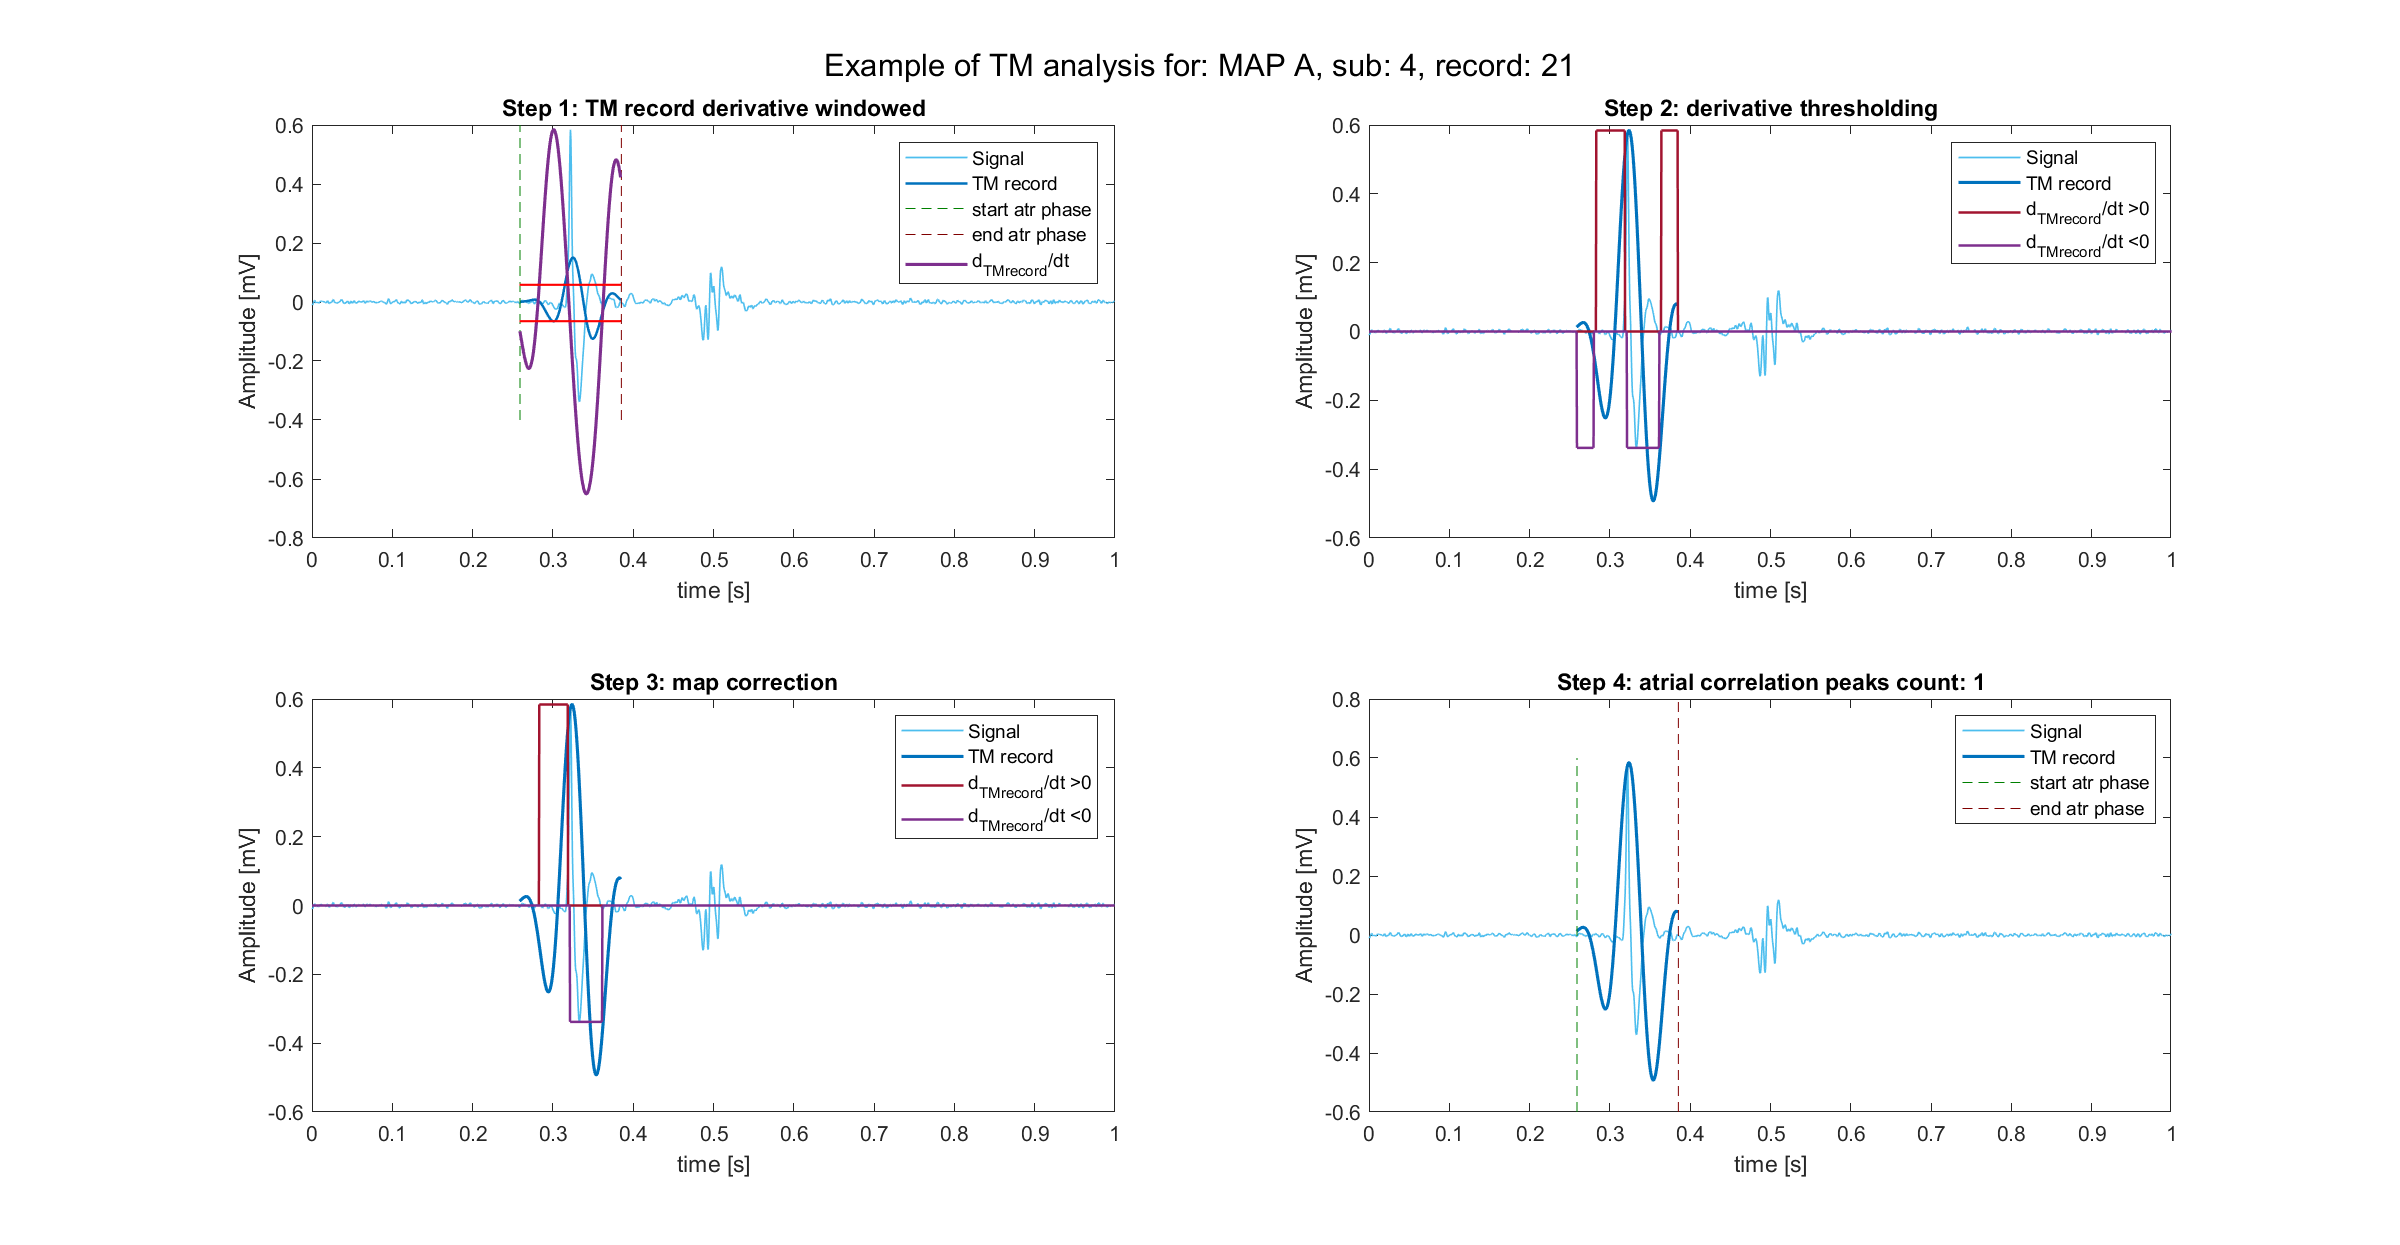 Example of TM analysis for: MAP A, sub: 4, record: 21
Step 1: TM record derivative windowed
0.6
0.4
0.2
0
-0.2
-0.4
-0.6
-0.8
Amplitude [mV]
0 0.1 0.2 0.3 0.4 0.5 0.6 0.7 0.8 0.9 1
time [s]
Signal
TM record
start atr phase
end atr phase
dTMrecord/dt
Step 2: derivative thresholding
0.6
0.4
0.2
0
-0.2
-0.4
-0.6
Amplitude [mV]
0 0.1 0.2 0.3 0.4 0.5 0.6 0.7 0.8 0.9 1
time [s]
Signal
TM record
dTMrecord/dt >0
dTMrecord/dt <0
Step 3: map correction
0.6
0.4
0.2
0
-0.2
-0.4
-0.6
Amplitude [mV]
0 0.1 0.2 0.3 0.4 0.5 0.6 0.7 0.8 0.9 1
time [s]
Signal
TM record
dTMrecord/dt >0
dTMrecord/dt <0
Step 4: atrial correlation peaks count: 1
0.8
0.6
0.4
0.2
0
-0.2
-0.4
-0.6
Amplitude [mV]
0 0.1 0.2 0.3 0.4 0.5 0.6 0.7 0.8 0.9 1
time [s]
Signal
TM record
start atr phase
end atr phase